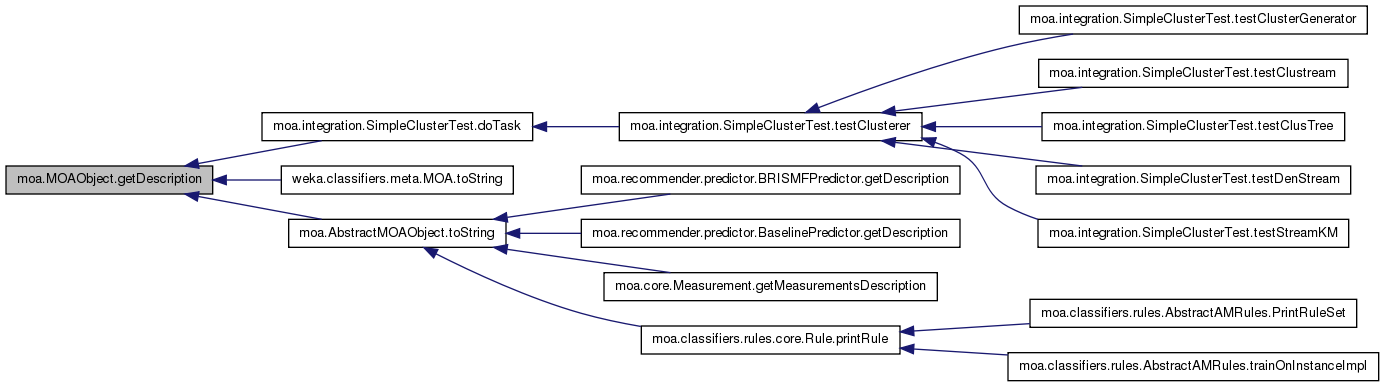 moa.integration.SimpleClusterTest.testClusterGenerator
moa.integration.SimpleClusterTest.testClustream
moa.integration.SimpleClusterTest.doTask
moa.integration.SimpleClusterTest.testClusterer
moa.integration.SimpleClusterTest.testClusTree
moa.MOAObject.getDescription
weka.classifiers.meta.MOA.toString
moa.recommender.predictor.BRISMFPredictor.getDescription
moa.integration.SimpleClusterTest.testDenStream
moa.AbstractMOAObject.toString
moa.recommender.predictor.BaselinePredictor.getDescription
moa.integration.SimpleClusterTest.testStreamKM
moa.core.Measurement.getMeasurementsDescription
moa.classifiers.rules.AbstractAMRules.PrintRuleSet
moa.classifiers.rules.core.Rule.printRule
moa.classifiers.rules.AbstractAMRules.trainOnInstanceImpl